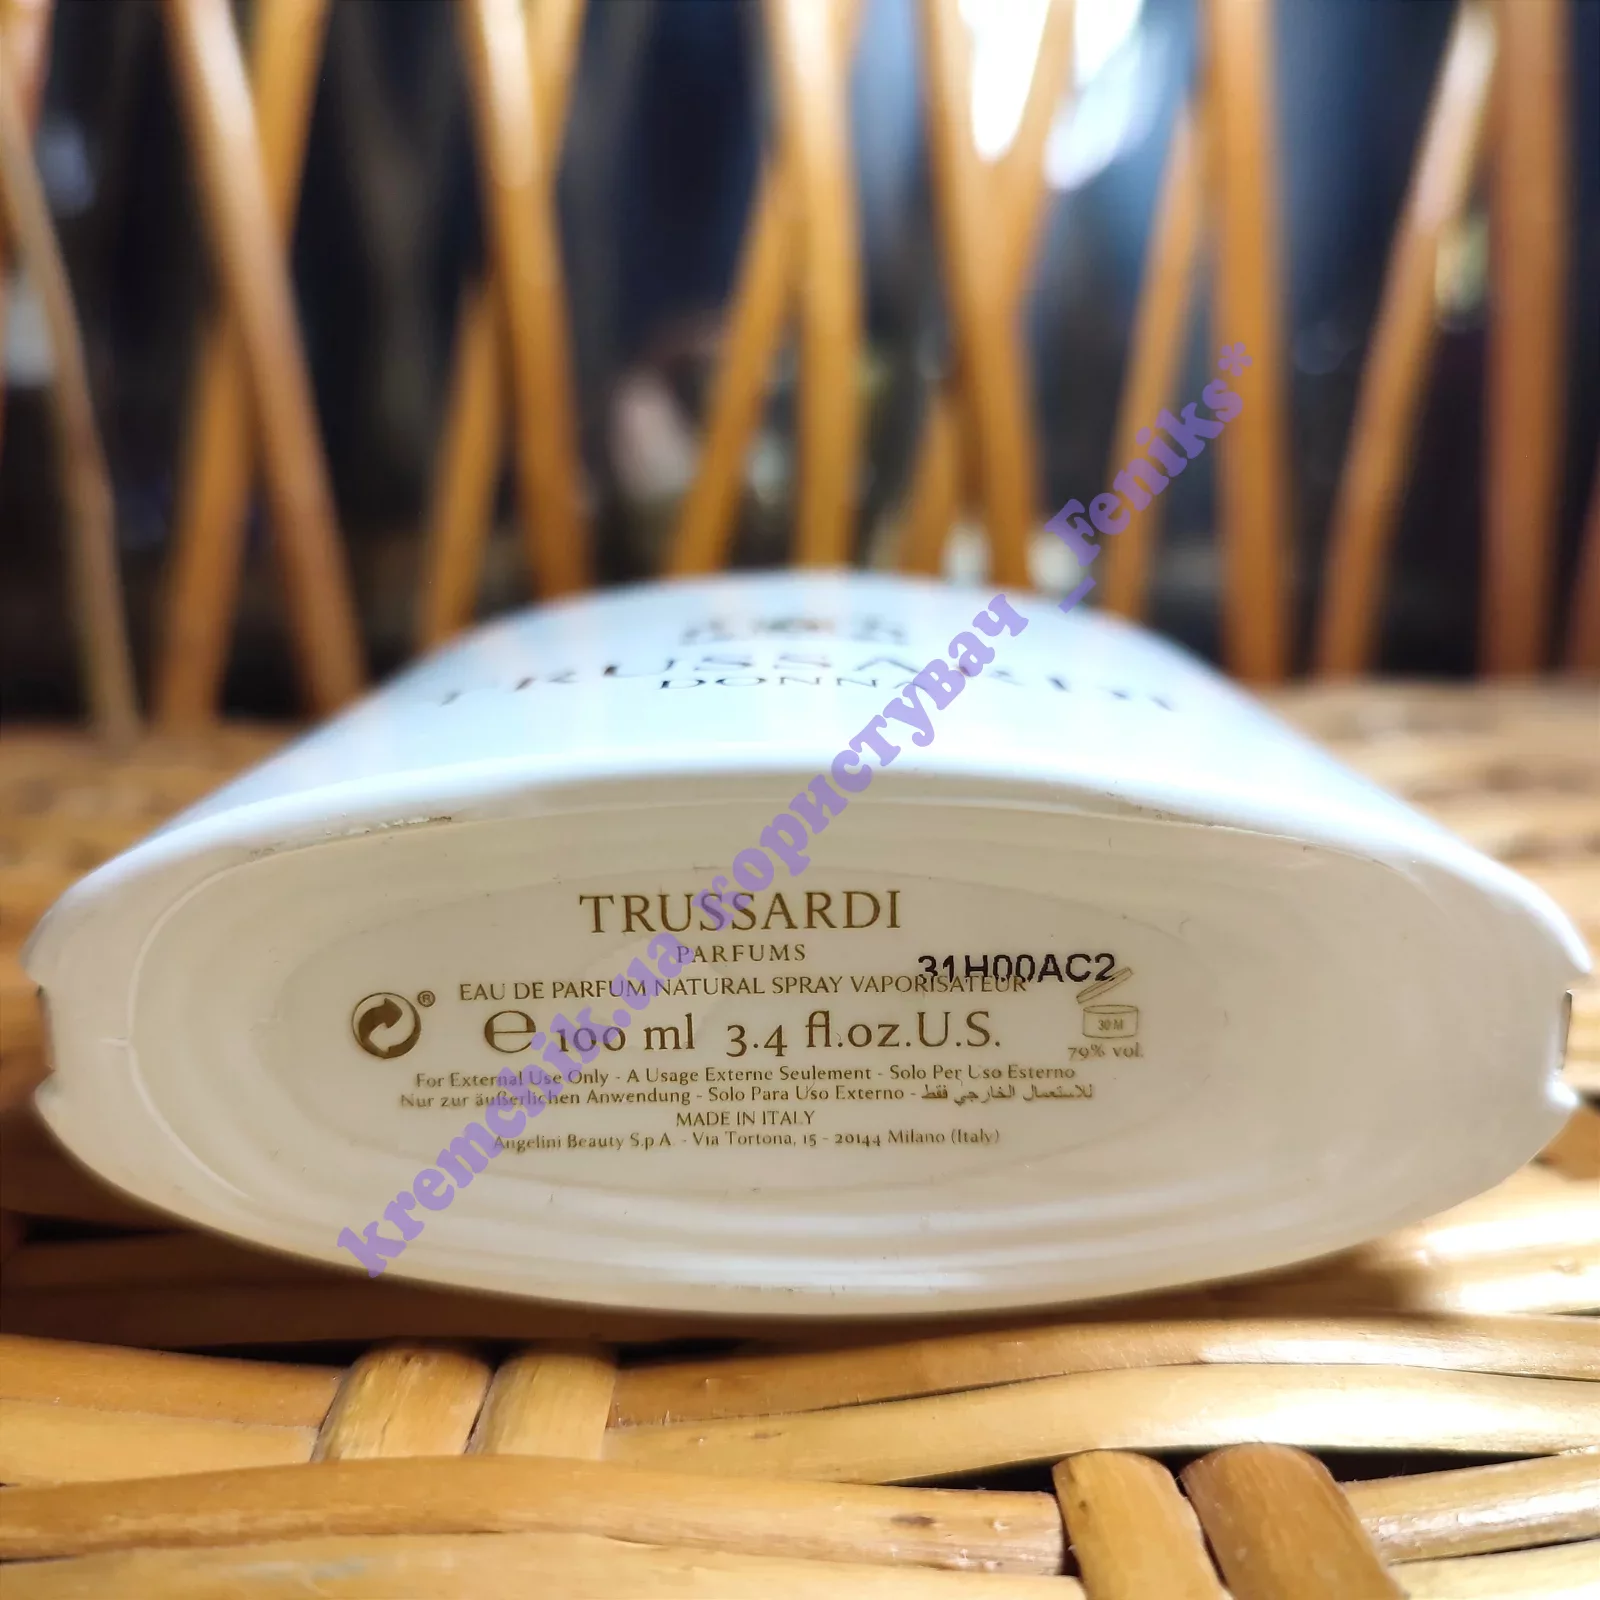 TRUSSARDI
DONNA
TRUSSARDI
PARFUMS
31H00AC2
EAU DE PARFUM NATURAL SPRAY VAPORISATEUR
® ℮ 100 ml 3.4 fl.oz.U.S.
30 M
79% vol.
For External Use Only - A Usage Externe Seulement - Solo Per Uso Esterno
Nur zur äußerlichen Anwendung - Solo Para Uso Externo - للاستعمال الخارجي فقط
MADE IN ITALY
Angelini Beauty S.p.A. - Via Tortona, 15 - 20144 Milano (Italy)
kremchik.ua користувач _Feniks*